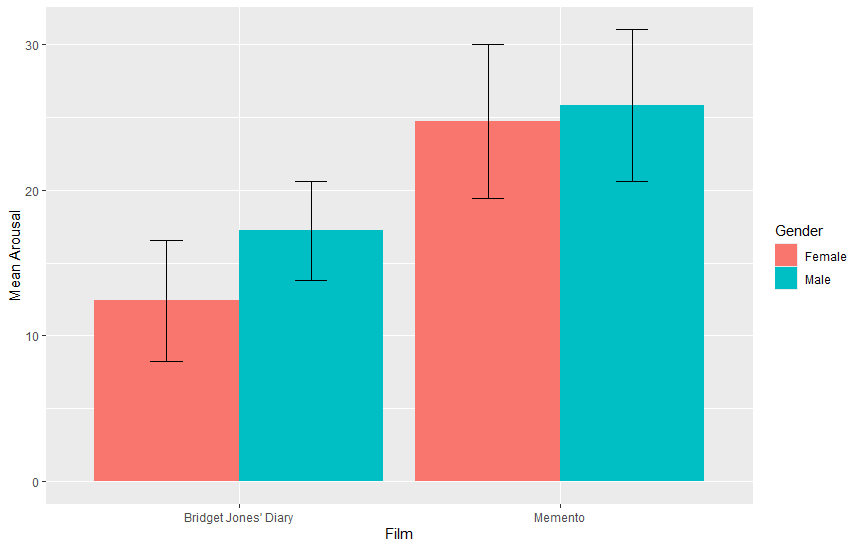 30
20
10
0
Mean Arousal
Bridget Jones' Diary
Memento
Film
Gender
Female
Male